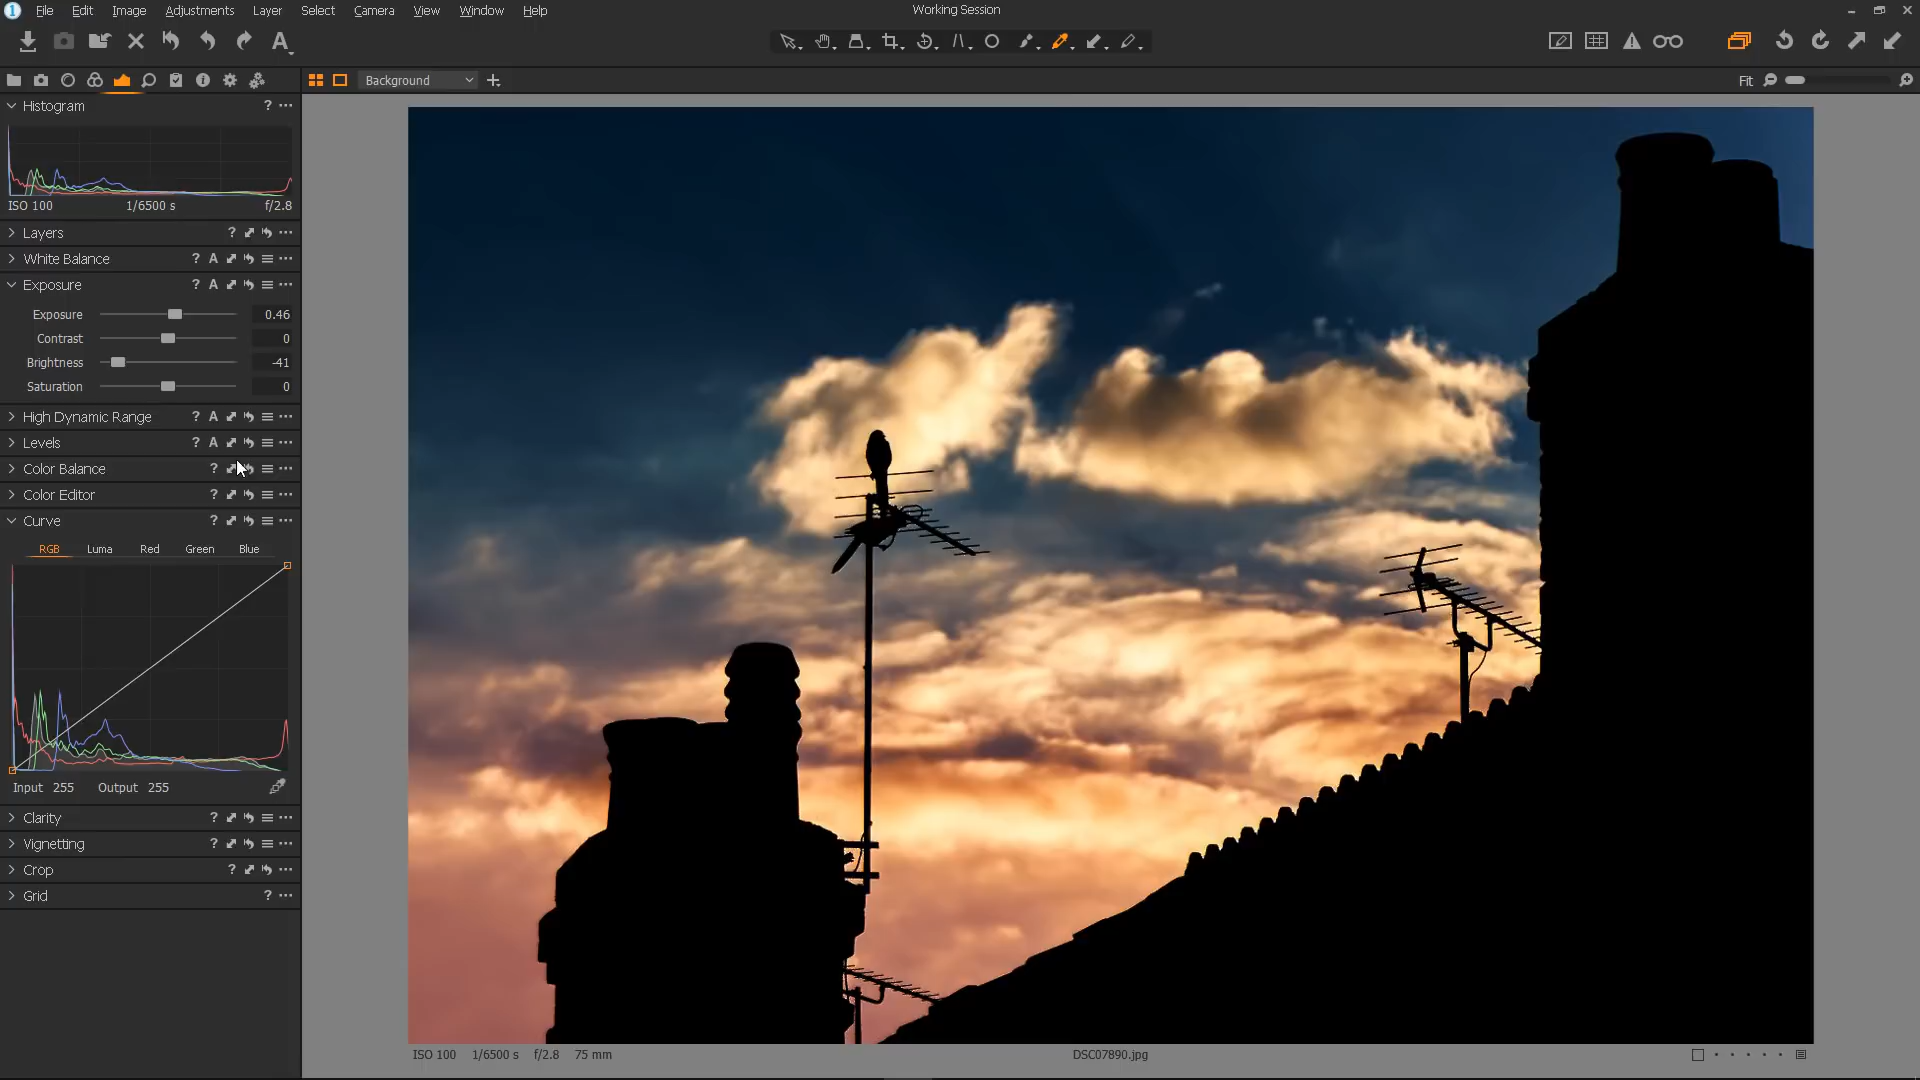 1 File Edit Image Adjustments Layer Select Camera View Window Help Working Session
A
Background Fit
Histogram ? ...
ISO 100 1/6500 s f/2.8
Layers ? ...
White Balance ? A ...
Exposure ? A ...
Exposure 0.46
Contrast 0
Brightness -41
Saturation 0
High Dynamic Range ? A ...
Levels ? A ...
Color Balance ? ...
Color Editor ? ...
Curve ? ...
RGB Luma Red Green Blue
Input 255 Output 255
Clarity ? ...
Vignetting ? ...
Crop ? ...
Grid ? ...
ISO 100 1/6500 s f/2.8 75 mm DSC07890.jpg